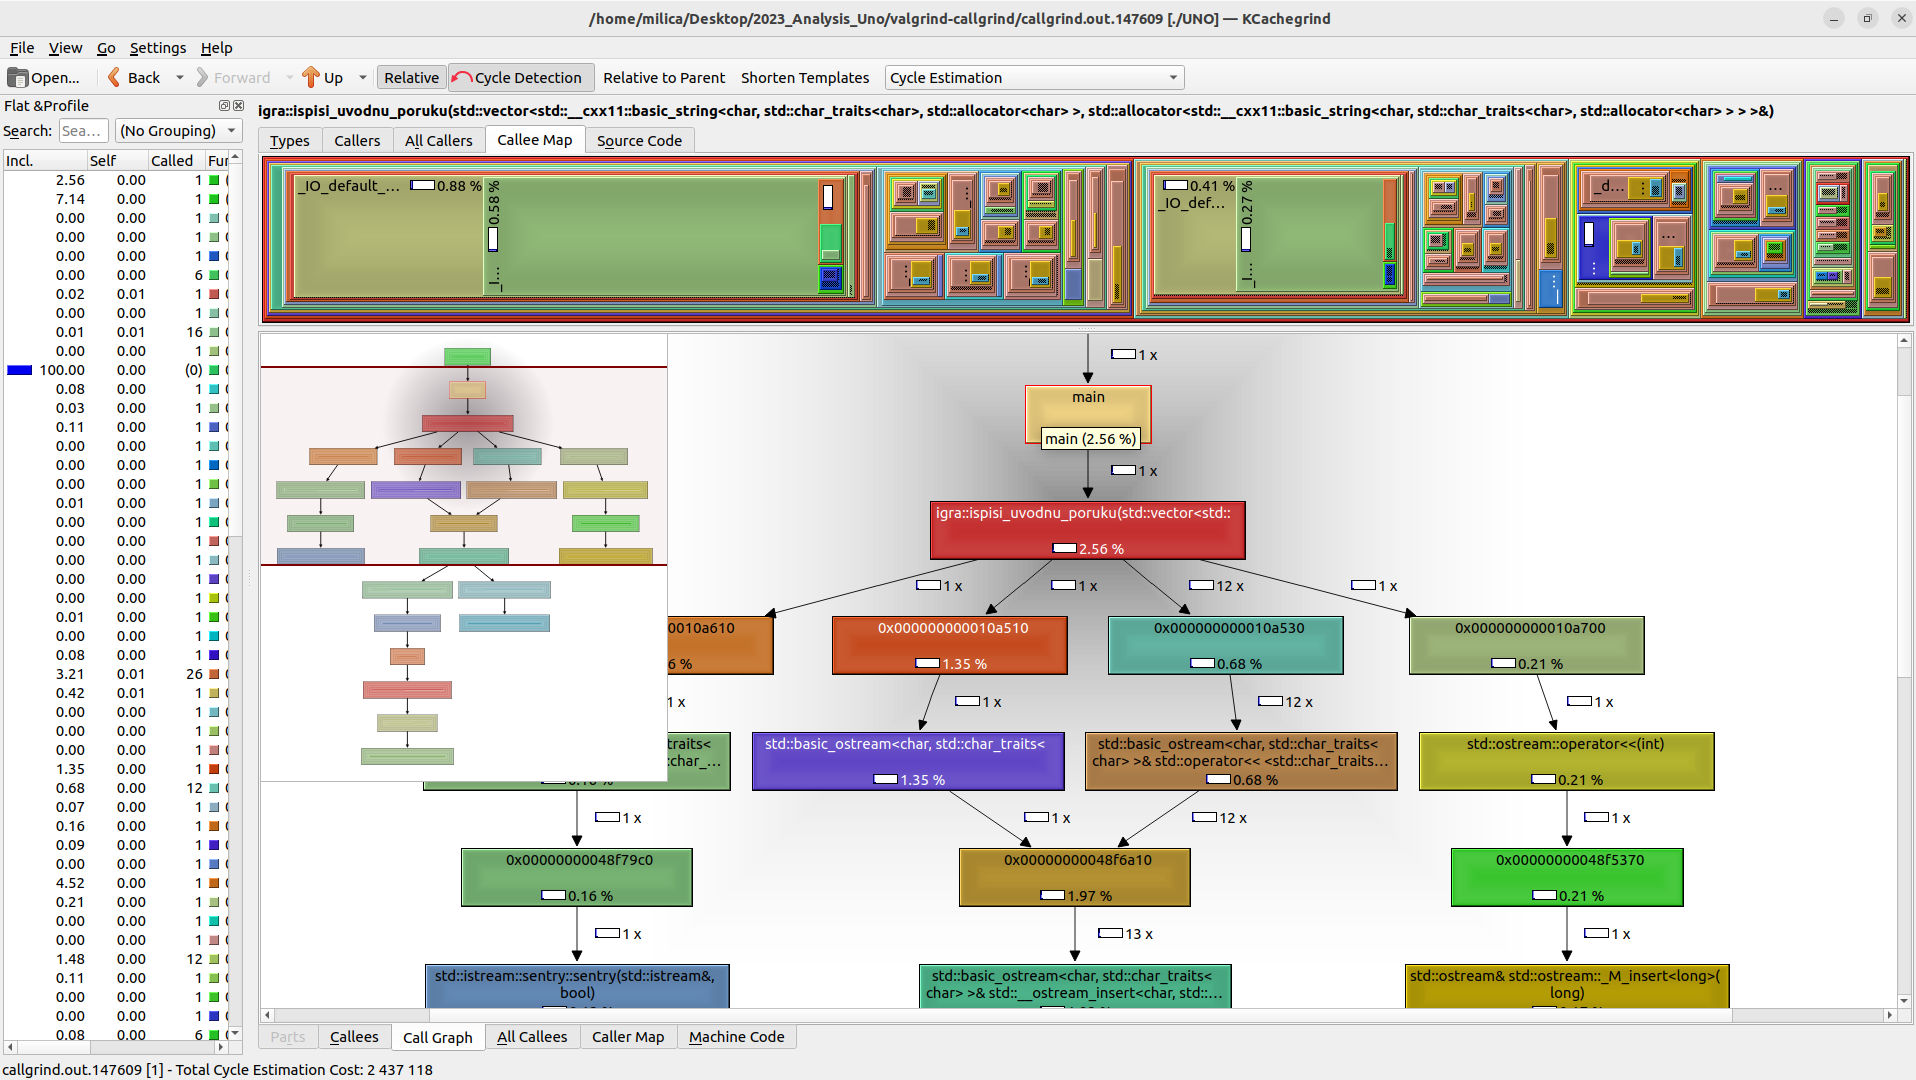 /home/milica/Desktop/2023_Analysis_Uno/valgrind-callgrind/callgrind.out.147609 [./UNO] — KCachegrind
File View Go Settings Help
Open... Back Forward Up Relative Cycle Detection Relative to Parent Shorten Templates Cycle Estimation
Flat &Profile
Search: Sea... (No Grouping)
Incl. Self Called Fur
2.56 0.00 1 (
7.14 0.00 1 (
0.00 0.00 1
0.00 0.00 1
0.00 0.00 1
0.00 0.00 6
0.02 0.01 1
0.00 0.00 1
0.01 0.01 16
0.00 0.00 1
100.00 0.00 (0)
0.08 0.00 1
0.03 0.00 1
0.11 0.00 1
0.00 0.00 1
0.00 0.00 1
0.00 0.00 1
0.01 0.00 1
0.00 0.00 1
0.00 0.00 1
0.00 0.00 1
0.00 0.00 1
0.00 0.00 1
0.01 0.00 1
0.00 0.00 1
0.08 0.00 1
3.21 0.01 26
0.42 0.01 1
0.00 0.00 1
0.00 0.00 1
0.00 0.00 1
1.35 0.00 1
0.68 0.00 12
0.07 0.00 1
0.16 0.00 1
0.09 0.00 1
0.00 0.00 1
4.52 0.00 1
0.21 0.00 1
0.00 0.00 1
0.00 0.00 1
1.48 0.00 12
0.11 0.00 1
0.00 0.00 1
0.00 0.00 1
0.08 0.00 6
igra::ispisi_uvodnu_poruku(std::vector<std::__cxx11::basic_string<char, std::char_traits<char>, std::allocator<char> >, std::allocator<std::__cxx11::basic_string<char, std::char_traits<char>, std::allocator<char> > > >&)
Types Callers All Callers Callee Map Source Code
_IO_default_... 0.88 %
0.58 %
_I...
0.41 %
_IO_def...
0.27 %
_I...
_d...
1 x
main
main (2.56 %)
1 x
igra::ispisi_uvodnu_poruku(std::vector<std::
2.56 %
1 x 1 x 12 x 1 x
0010a610 0x000000000010a510 0x000000000010a530 0x000000000010a700
6 % 1.35 % 0.68 % 0.21 %
1 x 1 x 12 x 1 x
traits< std::basic_ostream<char, std::char_traits< std::basic_ostream<char, std::char_traits< std::ostream::operator<<(int)
char_... char> >& std::operator<< <std::char_traits...
0.16 % 1.35 % 0.68 % 0.21 %
1 x 1 x 12 x 1 x
0x00000000048f79c0 0x00000000048f6a10 0x00000000048f5370
0.16 % 1.97 % 0.21 %
1 x 13 x 1 x
std::istream::sentry::sentry(std::istream&, std::basic_ostream<char, std::char_traits< std::ostream& std::ostream::_M_insert<long>(
bool) char> >& std::__ostream_insert<char, std::... long)
Parts Callees Call Graph All Callees Caller Map Machine Code
callgrind.out.147609 [1] - Total Cycle Estimation Cost: 2 437 118